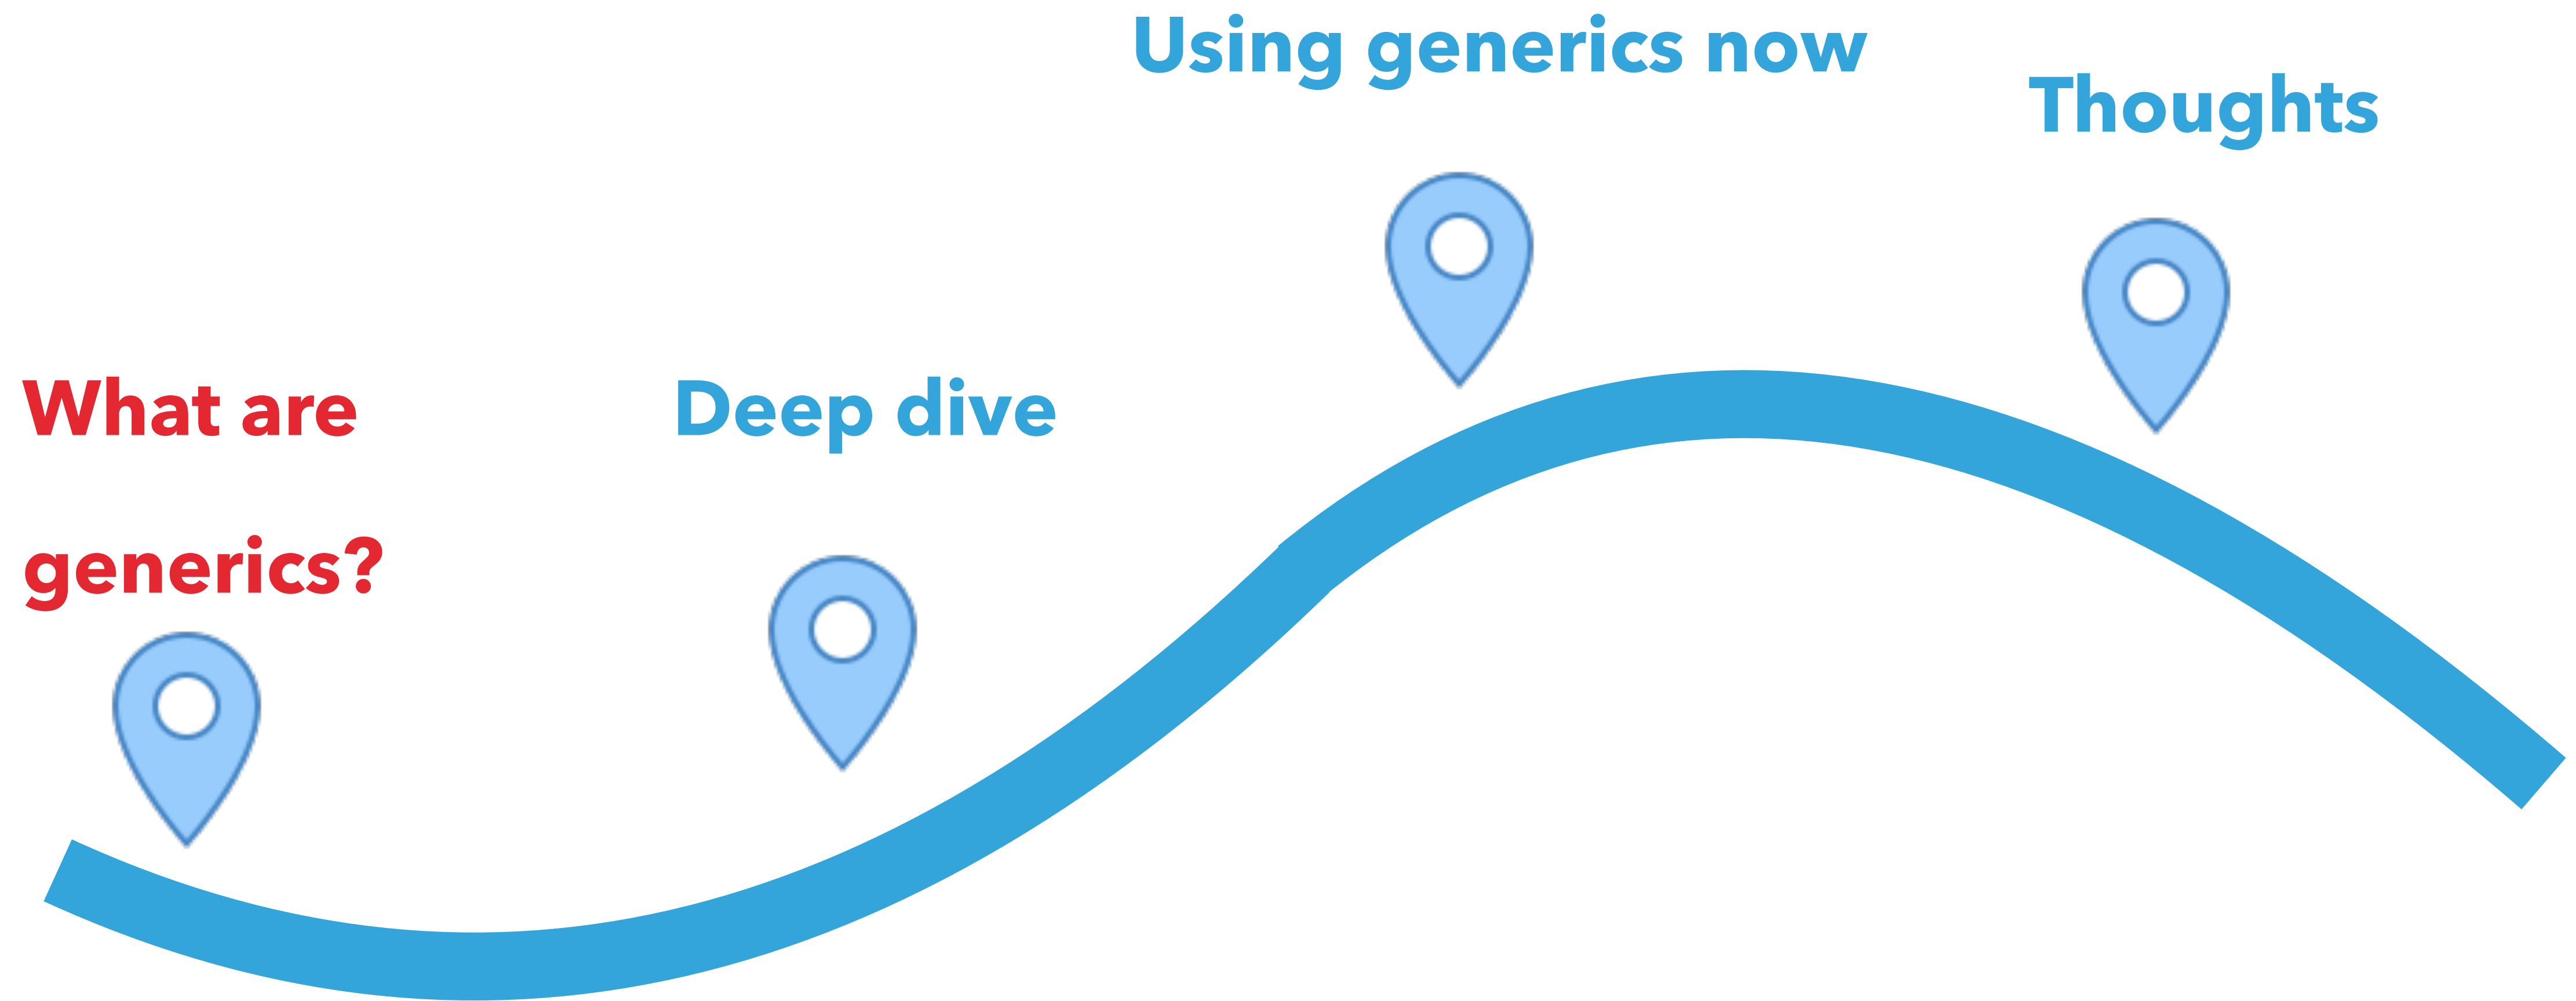 What are
generics?
Deep dive
Using generics now
Thoughts